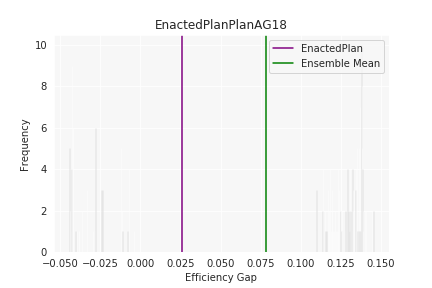 EnactedPlanPlanAG18
EnactedPlan
Ensemble Mean
10
8
6
4
2
0
Frequency
−0.050 −0.025 0.000 0.025 0.050 0.075 0.100 0.125 0.150
Efficiency Gap